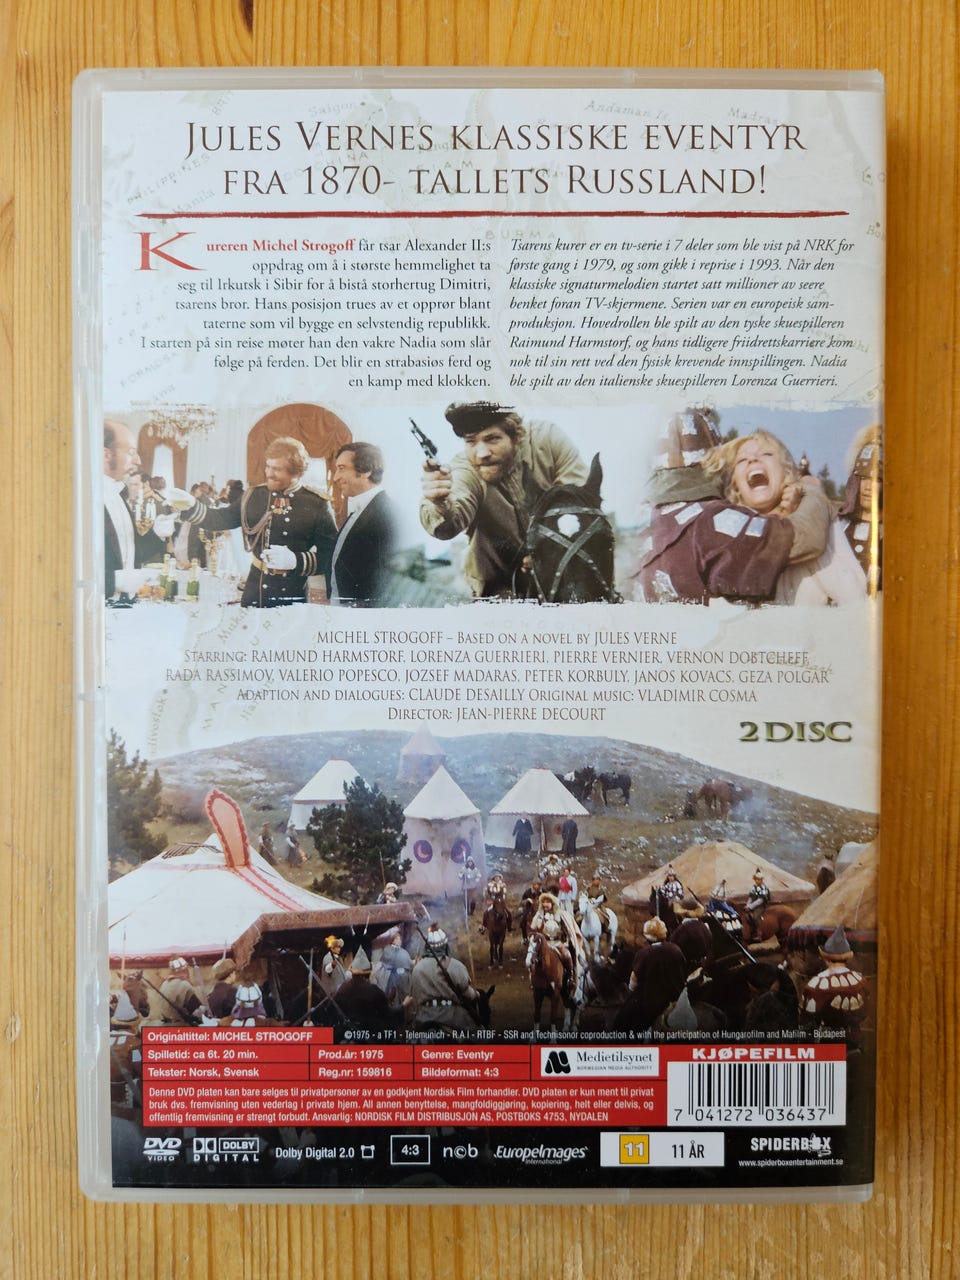 JULES VERNES KLASSISKE EVENTYR
FRA 1870- TALLETS RUSSLAND!
Kureren Michel Strogoff får tsar Alexander II:s
oppdrag om å i største hemmelighet ta
seg til Irkutsk i Sibir for å bistå storhertug Dimitri,
tsarens bror. Hans posisjon trues av et opprør blant
taterne som vil bygge en selvstendig republikk.
I starten på sin reise møter han den vakre Nadia som slår
følge på ferden. Det blir en strabasiøs ferd og
en kamp med klokken.
Tsarens kurer er en tv-serie i 7 deler som ble vist på NRK for
første gang i 1979, og som gikk i reprise i 1993. Når den
klassiske signaturmelodien startet satt millioner av seere
benket foran TV-skjermene. Serien var en europeisk sam-
produksjon. Hovedrollen ble spilt av den tyske skuespilleren
Raimund Harmstorf, og hans tidligere friidrettskarriere kom
nok til sin rett ved den fysisk krevende innspillingen. Nadia
ble spilt av den italienske skuespilleren Lorenza Guerrieri.
MICHEL STROGOFF – BASED ON A NOVEL BY JULES VERNE
STARRING: RAIMUND HARMSTORF, LORENZA GUERRIERI, PIERRE VERNIER, VERNON DOBTCHEFF,
RADA RASSIMOV, VALERIO POPESCO, JOZSEF MADARAS, PETER KORBULY, JANOS KOVACS, GEZA POLGAR
ADAPTION AND DIALOGUES: CLAUDE DESAILLY ORIGINAL MUSIC: VLADIMIR COSMA
DIRECTOR: JEAN-PIERRE DECOURT
2 DISC
Originaltittel: MICHEL STROGOFF
©1975 - a TF1 - Telemunich - R.A.I - RTBF - SSR and Technisonor coproduction & with the participation of Hungarofilm and Mafilm - Budapest
Spilletid: ca 6t. 20 min.
Prod.år: 1975
Genre: Eventyr
Tekster: Norsk, Svensk
Reg.nr: 159816
Bildeformat: 4:3
Medietilsynet
NORWEGIAN MEDIA AUTHORITY
KJØPEFILM
Denne DVD platen kan bare selges til privatpersoner av en godkjent Nordisk Film forhandler. DVD platen er kun ment til privat
bruk dvs. fremvisning uten vederlag i private hjem. All annen benyttelse, mangfoldiggjøring, kopiering, helt eller delvis, og
offentlig fremvisning er strengt forbudt. Ansvarlig: NORDISK FILM DISTRIBUSJON AS, POSTBOKS 4753, NYDALEN
7 041272 036437
DVD VIDEO
DOLBY DIGITAL
Dolby Digital 2.0
4:3
n©b
EuropeImages International
11
11 ÅR
SPIDERBOX
www.spiderboxentertainment.se